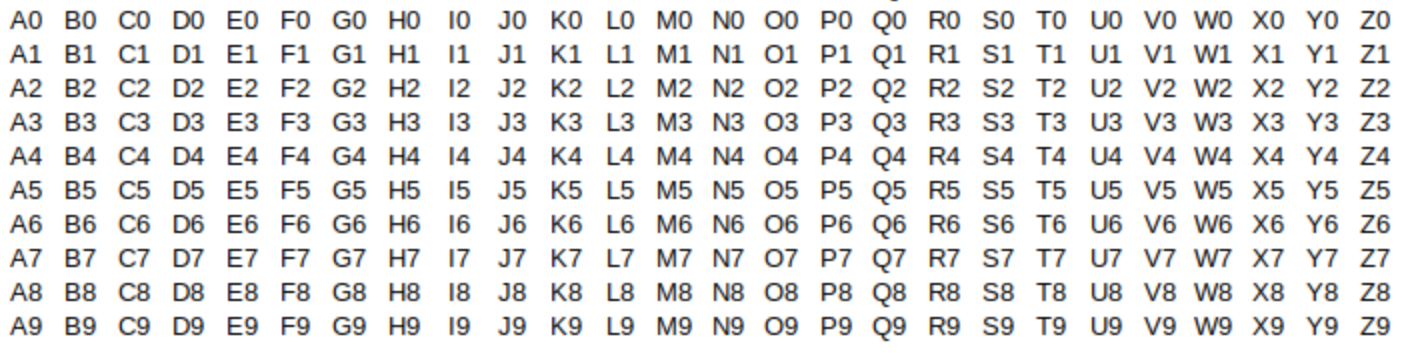 A0 B0 C0 D0 E0 F0 G0 H0 I0 J0 K0 L0 M0 N0 O0 P0 Q0 R0 S0 T0 U0 V0 W0 X0 Y0 Z0
A1 B1 C1 D1 E1 F1 G1 H1 I1 J1 K1 L1 M1 N1 O1 P1 Q1 R1 S1 T1 U1 V1 W1 X1 Y1 Z1
A2 B2 C2 D2 E2 F2 G2 H2 I2 J2 K2 L2 M2 N2 O2 P2 Q2 R2 S2 T2 U2 V2 W2 X2 Y2 Z2
A3 B3 C3 D3 E3 F3 G3 H3 I3 J3 K3 L3 M3 N3 O3 P3 Q3 R3 S3 T3 U3 V3 W3 X3 Y3 Z3
A4 B4 C4 D4 E4 F4 G4 H4 I4 J4 K4 L4 M4 N4 O4 P4 Q4 R4 S4 T4 U4 V4 W4 X4 Y4 Z4
A5 B5 C5 D5 E5 F5 G5 H5 I5 J5 K5 L5 M5 N5 O5 P5 Q5 R5 S5 T5 U5 V5 W5 X5 Y5 Z5
A6 B6 C6 D6 E6 F6 G6 H6 I6 J6 K6 L6 M6 N6 O6 P6 Q6 R6 S6 T6 U6 V6 W6 X6 Y6 Z6
A7 B7 C7 D7 E7 F7 G7 H7 I7 J7 K7 L7 M7 N7 O7 P7 Q7 R7 S7 T7 U7 V7 W7 X7 Y7 Z7
A8 B8 C8 D8 E8 F8 G8 H8 I8 J8 K8 L8 M8 N8 O8 P8 Q8 R8 S8 T8 U8 V8 W8 X8 Y8 Z8
A9 B9 C9 D9 E9 F9 G9 H9 I9 J9 K9 L9 M9 N9 O9 P9 Q9 R9 S9 T9 U9 V9 W9 X9 Y9 Z9